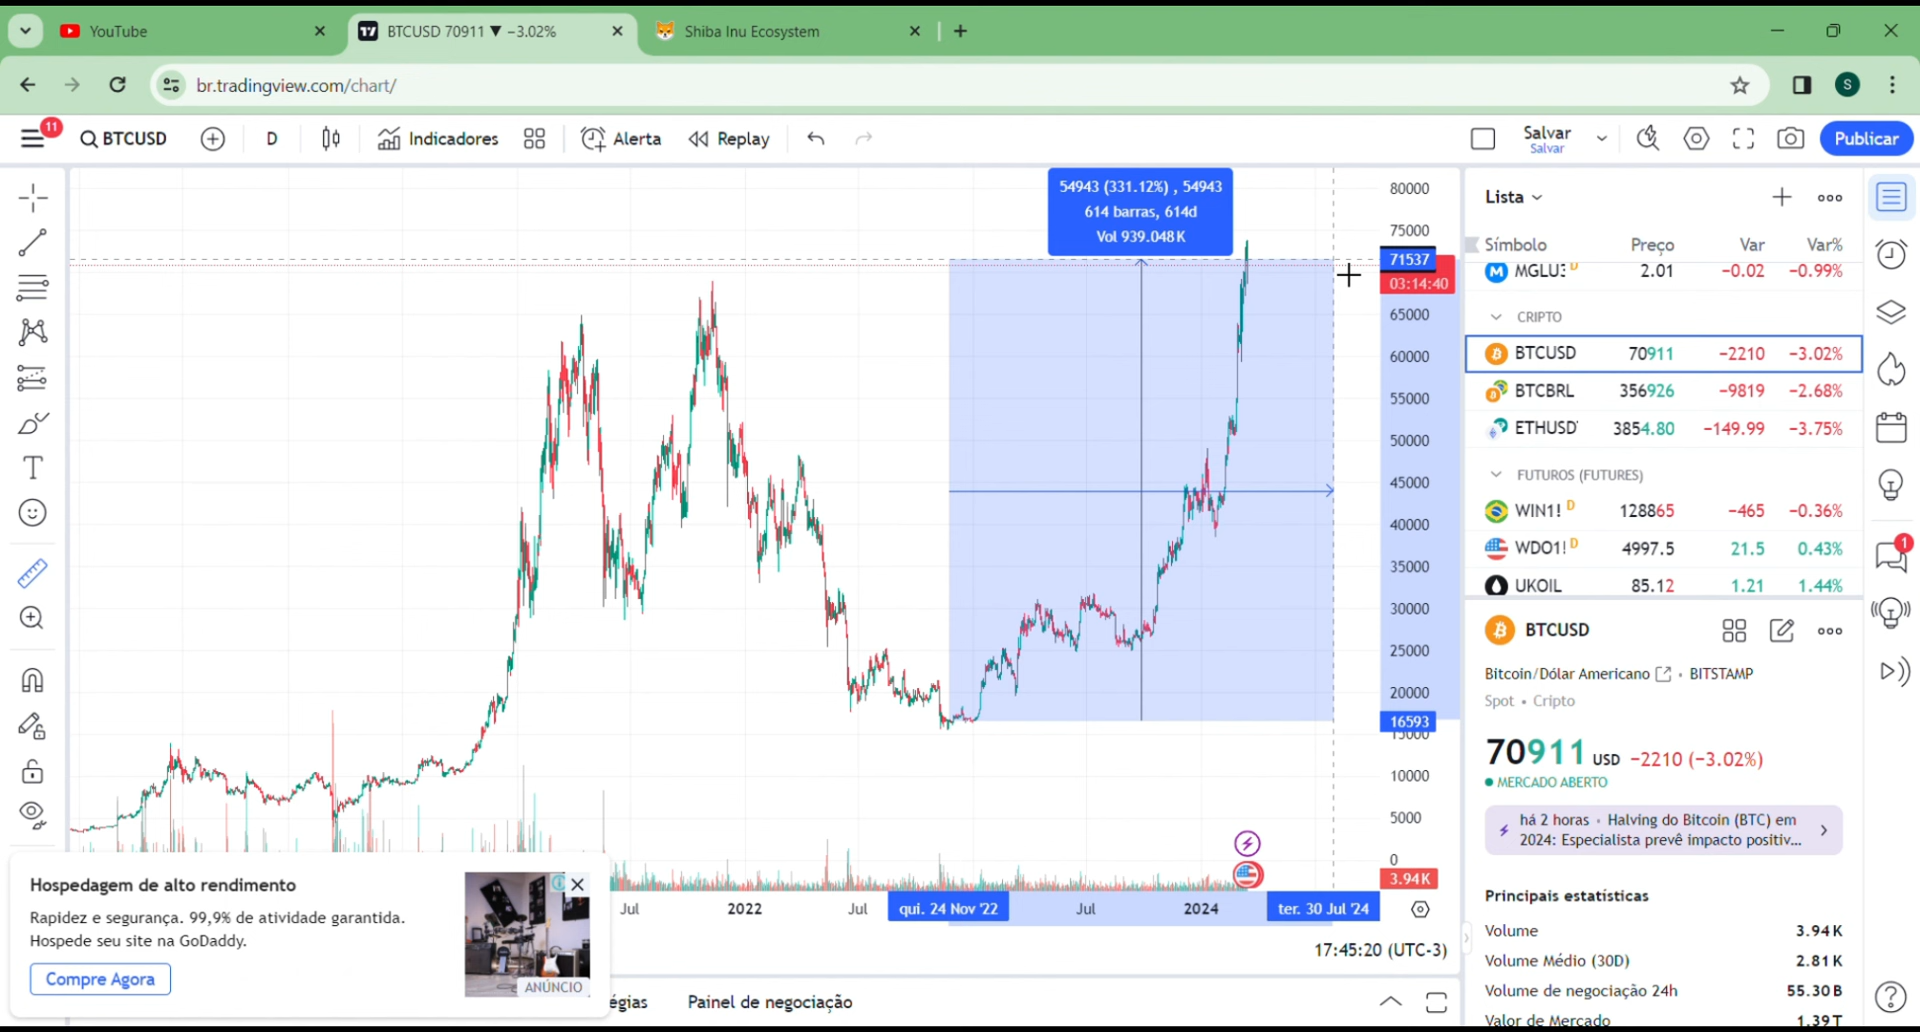 YouTube
BTCUSD 70911 ▼ −3.02%
Shiba Inu Ecosystem
br.tradingview.com/chart/
S
11
BTCUSD
D
Indicadores
Alerta
Replay
Salvar
Salvar
Publicar
54943 (331.12%) , 54943
614 barras, 614d
Vol 939.048K
80000
75000
71537
03:14:40
65000
60000
55000
50000
45000
40000
35000
30000
25000
20000
16593
15000
10000
5000
0
3.94K
Jul
2022
Jul
qui. 24 Nov '22
Jul
2024
ter. 30 Jul '24
17:45:20 (UTC-3)
Hospedagem de alto rendimento
Rapidez e segurança. 99,9% de atividade garantida.
Hospede seu site na GoDaddy.
Compre Agora
ANÚNCIO
égias
Painel de negociação
Lista
Símbolo Preço Var Var%
MGLU3 D 2.01 −0.02 −0.99%
CRIPTO
BTCUSD 70911 −2210 −3.02%
BTCBRL 356926 −9819 −2.68%
ETHUSD 3854.80 −149.99 −3.75%
FUTUROS (FUTURES)
WIN1! D 128865 −465 −0.36%
WDO1! D 4997.5 21.5 0.43%
UKOIL 85.12 1.21 1.44%
1
BTCUSD
Bitcoin/Dólar Americano • BITSTAMP
Spot • Cripto
70911 USD −2210 (−3.02%)
MERCADO ABERTO
há 2 horas • Halving do Bitcoin (BTC) em
2024: Especialista prevê impacto positiv...
Principais estatísticas
Volume 3.94K
Volume Médio (30D) 2.81K
Volume de negociação 24h 55.30B
Valor de Mercado 1.39T